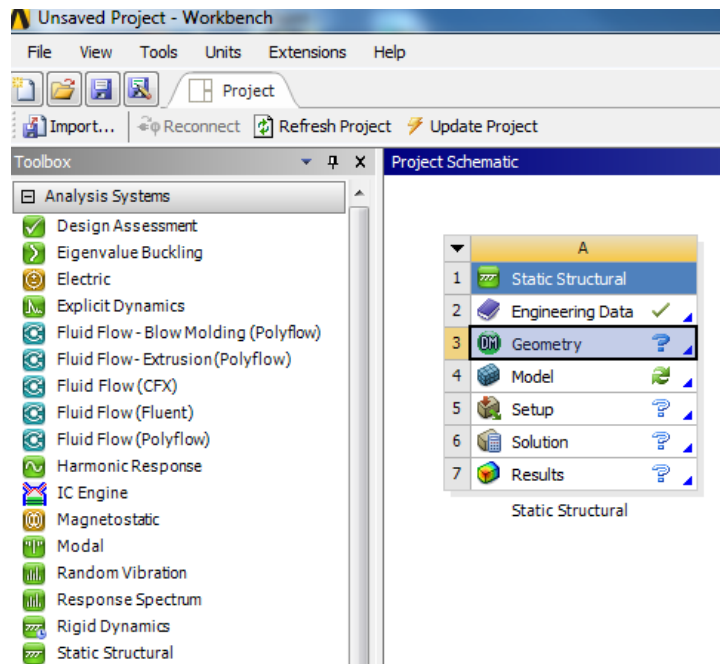 Unsaved Project - Workbench
File View Tools Units Extensions Help
Project
Import... Reconnect Refresh Project Update Project
Toolbox
Project Schematic
Analysis Systems
Design Assessment
Eigenvalue Buckling
Electric
Explicit Dynamics
Fluid Flow - Blow Molding (Polyflow)
Fluid Flow - Extrusion (Polyflow)
Fluid Flow (CFX)
Fluid Flow (Fluent)
Fluid Flow (Polyflow)
Harmonic Response
IC Engine
Magnetostatic
Modal
Random Vibration
Response Spectrum
Rigid Dynamics
Static Structural
A
1 Static Structural
2 Engineering Data
3 DM Geometry ?
4 Model
5 Setup ?
6 Solution ?
7 Results ?
Static Structural